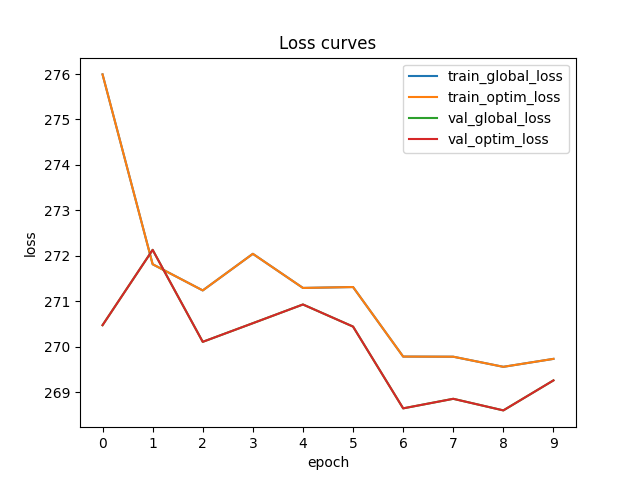 Loss curves
train_global_loss
train_optim_loss
val_global_loss
val_optim_loss
276
275
274
273
272
271
270
269
loss
0 1 2 3 4 5 6 7 8 9
epoch